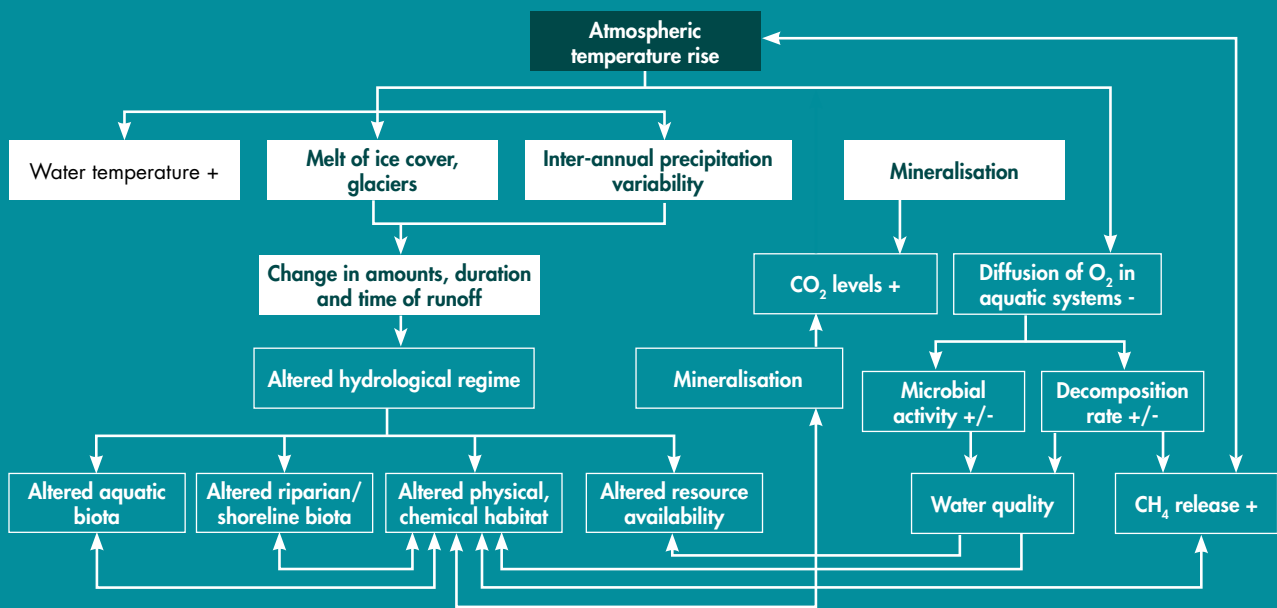 Atmospheric
temperature rise
Water temperature +
Melt of ice cover,
glaciers
Inter-annual precipitation
variability
Mineralisation
Change in amounts, duration
and time of runoff
CO₂ levels +
Diffusion of O₂ in
aquatic systems -
Altered hydrological regime
Mineralisation
Microbial
activity +/-
Decomposition
rate +/-
Altered aquatic
biota
Altered riparian/
shoreline biota
Altered physical,
chemical habitat
Altered resource
availability
Water quality
CH₄ release +